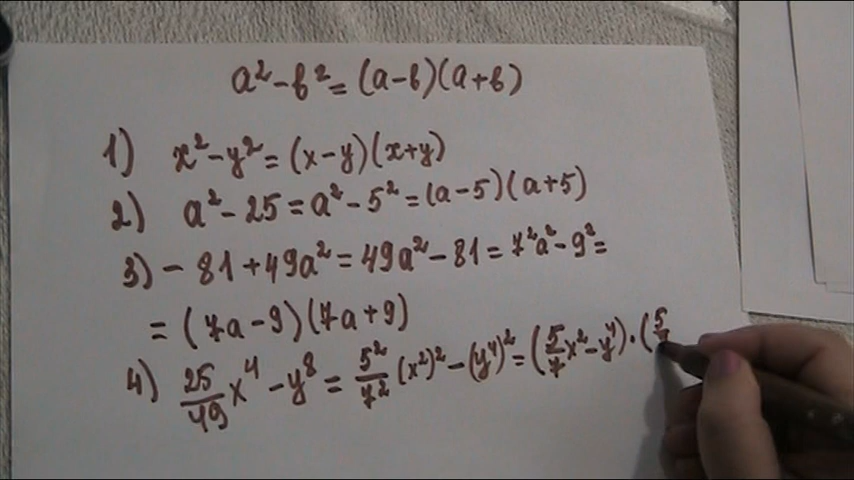 a² - b² = (a-b)(a+b)
1) x² - y² = (x-y)(x+y)
2) a² - 25 = a² - 5² = (a-5)(a+5)
3) - 81 + 49a² = 49a² - 81 = 7²a² - 9² =
= (7a-9)(7a+9)
4) 25/49 x⁴ - y⁸ = 5²/7² (x²)² - (y⁴)² = (5/7 x² - y⁴)·(5/7